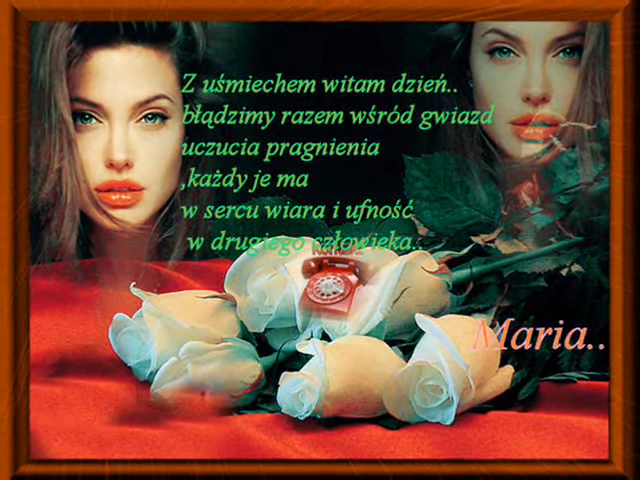 Z uśmiechem witam dzień..
błądzimy razem wśród gwiazd
uczucia pragnienia
,każdy je ma
w sercu wiara i ufność
w drugiego człowieka..
Maria..